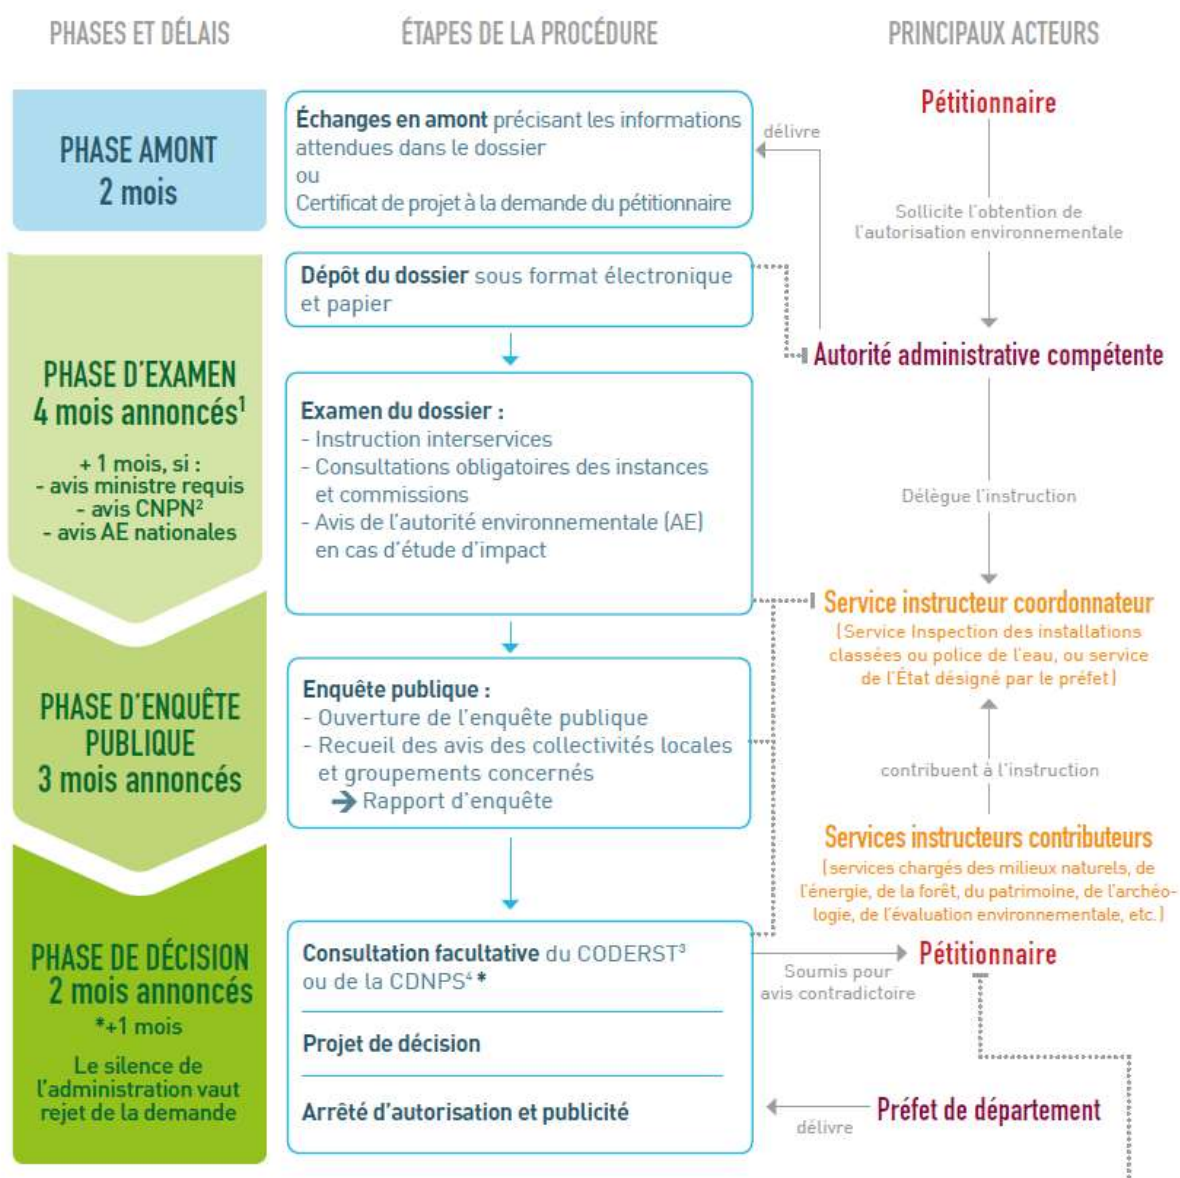 PHASES ET DÉLAIS
ÉTAPES DE LA PROCÉDURE
PRINCIPAUX ACTEURS
PHASE AMONT
2 mois
Échanges en amont précisant les informations
attendues dans le dossier
ou
Certificat de projet à la demande du pétitionnaire
délivre
Pétitionnaire
Sollicite l'obtention de
l'autorisation environnementale
Dépôt du dossier sous format électronique
et papier
Autorité administrative compétente
PHASE D'EXAMEN
4 mois annoncés¹
+ 1 mois, si :
- avis ministre requis
- avis CNPN²
- avis AE nationales
Examen du dossier :
- Instruction interservices
- Consultations obligatoires des instances
et commissions
- Avis de l'autorité environnementale (AE)
en cas d'étude d'impact
Délègue l'instruction
Service instructeur coordonnateur
(Service Inspection des installations
classées ou police de l'eau, ou service
de l'État désigné par le préfet)
PHASE D'ENQUÊTE
PUBLIQUE
3 mois annoncés
Enquête publique :
- Ouverture de l'enquête publique
- Recueil des avis des collectivités locales
et groupements concernés
→ Rapport d'enquête
contribuent à l'instruction
Services instructeurs contributeurs
(services chargés des milieux naturels, de
l'énergie, de la forêt, du patrimoine, de l'archéo-
logie, de l'évaluation environnementale, etc.)
PHASE DE DÉCISION
2 mois annoncés
*+1 mois
Le silence de
l'administration vaut
rejet de la demande
Consultation facultative du CODERST³
ou de la CDNPS⁴ *
Projet de décision
Arrêté d'autorisation et publicité
Soumis pour
avis contradictoire
Pétitionnaire
délivre
Préfet de département